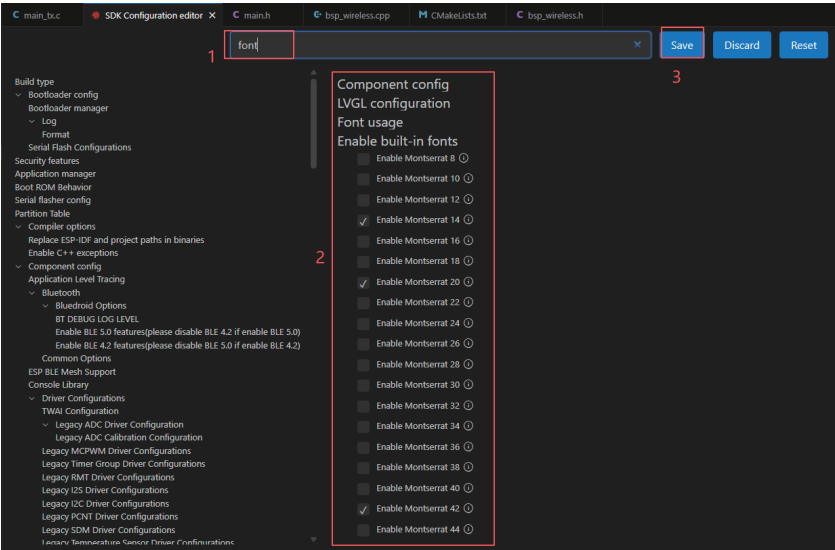 C main_tx.c SDK Configuration editor × C main.h C+ bsp_wireless.cpp M CMakeLists.txt C bsp_wireless.h
1 font Save Discard Reset
3
Build type
Bootloader config
Bootloader manager
Log
Format
Serial Flash Configurations
Security features
Application manager
Boot ROM Behavior
Serial flasher config
Partition Table
Compiler options
Replace ESP-IDF and project paths in binaries
Enable C++ exceptions
Component config
Application Level Tracing
Bluetooth
Bluedroid Options
BT DEBUG LOG LEVEL
Enable BLE 5.0 features(please disable BLE 4.2 if enable BLE 5.0)
Enable BLE 4.2 features(please disable BLE 5.0 if enable BLE 4.2)
Common Options
ESP BLE Mesh Support
Console Library
Driver Configurations
TWAI Configuration
Legacy ADC Driver Configuration
Legacy ADC Calibration Configuration
Legacy MCPWM Driver Configurations
Legacy Timer Group Driver Configurations
Legacy RMT Driver Configurations
Legacy I2S Driver Configurations
Legacy I2C Driver Configurations
Legacy PCNT Driver Configurations
Legacy SDM Driver Configurations
Legacy Temperature Sensor Driver Configurations
2
Component config
LVGL configuration
Font usage
Enable built-in fonts
Enable Montserrat 8
Enable Montserrat 10
Enable Montserrat 12
Enable Montserrat 14
Enable Montserrat 16
Enable Montserrat 18
Enable Montserrat 20
Enable Montserrat 22
Enable Montserrat 24
Enable Montserrat 26
Enable Montserrat 28
Enable Montserrat 30
Enable Montserrat 32
Enable Montserrat 34
Enable Montserrat 36
Enable Montserrat 38
Enable Montserrat 40
Enable Montserrat 42
Enable Montserrat 44